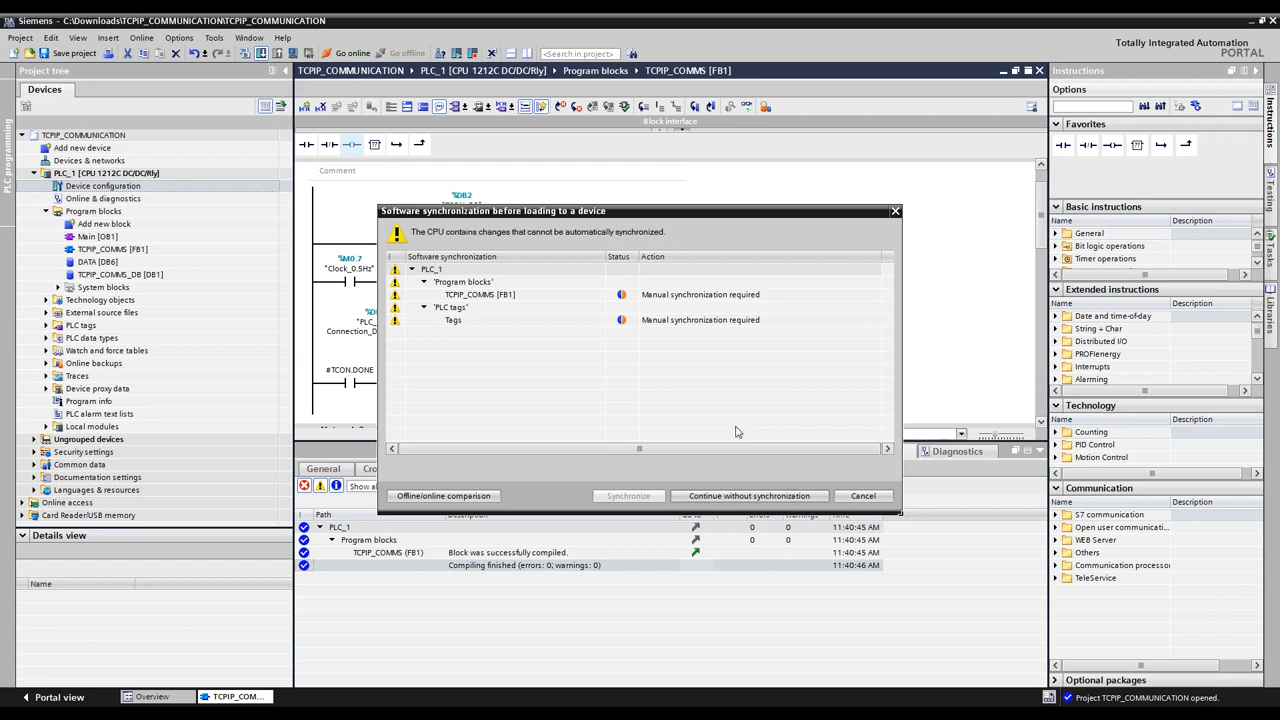 Siemens - C:\Downloads\TCPIP_COMMUNICATION\TCPIP_COMMUNICATION
Project Edit View Insert Online Options Tools Window Help
Totally Integrated Automation
PORTAL
Save project Go online Go offline <Search in project>
Project tree
TCPIP_COMMUNICATION PLC_1 [CPU 1212C DC/DC/Rly] Program blocks TCPIP_COMMS [FB1]
Instructions
Devices
Options
PLC programming
Block interface
Favorites
TCPIP_COMMUNICATION
Add new device
Devices & networks
PLC_1 [CPU 1212C DC/DC/Rly]
Device configuration
Online & diagnostics
Program blocks
Add new block
Main [OB1]
TCPIP_COMMS [FB1]
DATA [DB6]
TCPIP_COMMS_DB [DB1]
System blocks
Technology objects
External source files
PLC tags
PLC data types
Watch and force tables
Online backups
Traces
Device proxy data
Program info
PLC alarm text lists
Local modules
Ungrouped devices
Security settings
Common data
Documentation settings
Languages & resources
Online access
Card Reader/USB memory
Details view
Name
Comment
%DB2
%M0.7
"Clock_0.5Hz"
"PLC_
Connection_D
#TCON.DONE
Software synchronization before loading to a device
The CPU contains changes that cannot be automatically synchronized.
! Software synchronization Status Action
PLC_1
'Program blocks'
TCPIP_COMMS [FB1] Manual synchronization required
'PLC tags'
Tags Manual synchronization required
Offline/online comparison Synchronize Continue without synchronization Cancel
Diagnostics
General
Show al
! Path Description Go to ? Errors Warnings Time
PLC_1 0 0 11:40:45 AM
Program blocks 0 0 11:40:45 AM
TCPIP_COMMS (FB1) Block was successfully compiled. 11:40:45 AM
Compiling finished (errors: 0; warnings: 0) 11:40:46 AM
Basic instructions
Name Description
General
Bit logic operations
Timer operations
Extended instructions
Name Description
Date and time-of-day
String + Char
Distributed I/O
PROFIenergy
Interrupts
Alarming
Technology
Name Description
Counting
PID Control
Motion Control
Communication
Name Description
S7 communication
Open user communicati...
WEB Server
Others
Communication processor
TeleService
Optional packages
Instructions
Testing
Tasks
Libraries
Portal view Overview TCPIP_COM... Project TCPIP_COMMUNICATION opened.